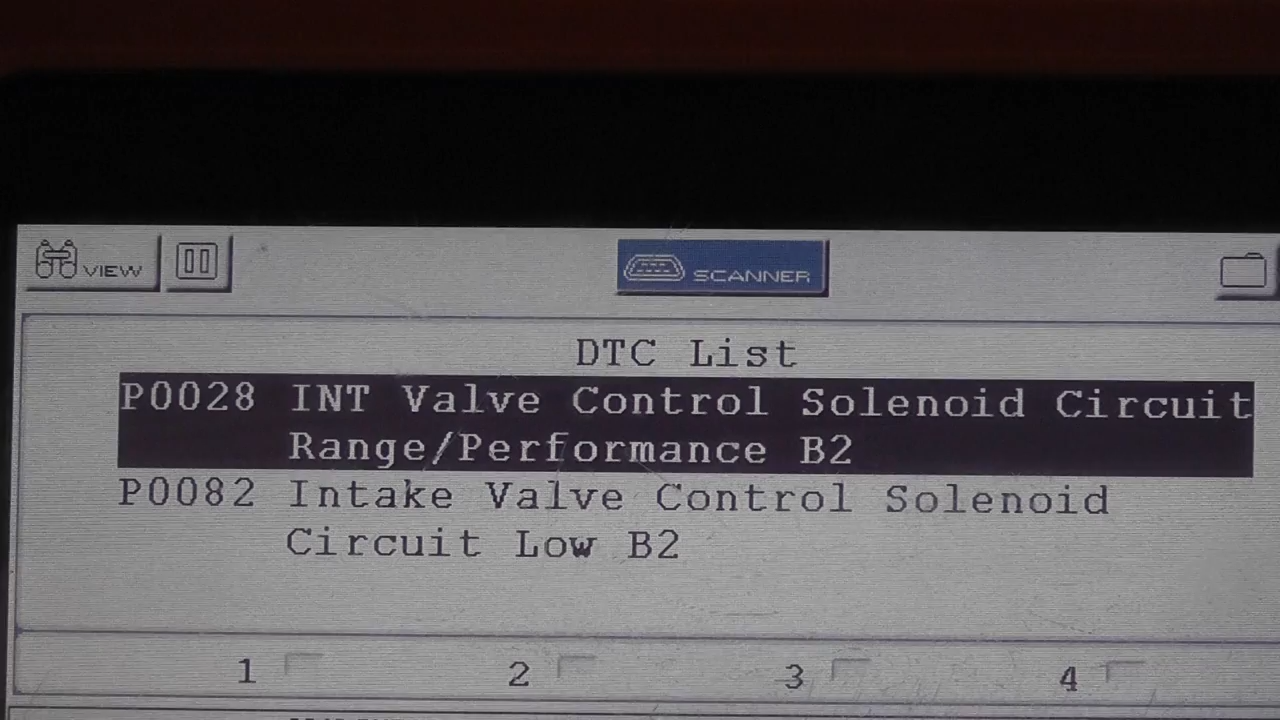 VIEW
SCANNER
DTC List
P0028 INT Valve Control Solenoid Circuit
Range/Performance B2
P0082 Intake Valve Control Solenoid
Circuit Low B2
1 2 3 4